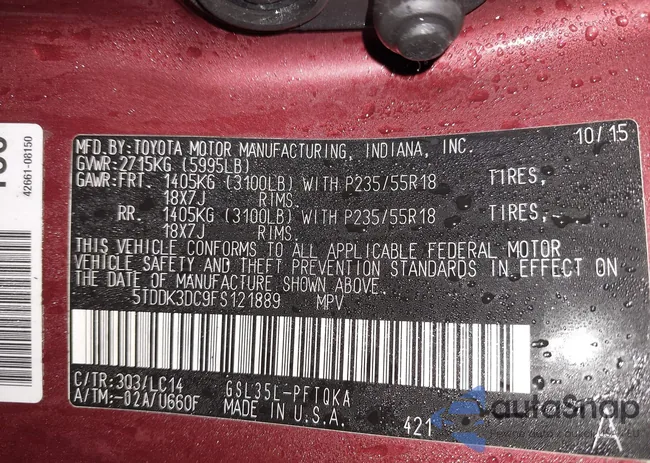 42661-08150
MFD.BY:TOYOTA MOTOR MANUFACTURING, INDIANA, INC. 10/15
GVWR:2715KG (5995LB)
GAWR:FRT. 1405KG (3100LB) WITH P235/55R18 TIRES,
18X7J RIMS.
RR. 1405KG (3100LB) WITH P235/55R18 TIRES,
18X7J RIMS.
THIS VEHICLE CONFORMS TO ALL APPLICABLE FEDERAL MOTOR
VEHICLE SAFETY AND THEFT PREVENTION STANDARDS IN EFFECT ON
THE DATE OF MANUFACTURE SHOWN ABOVE.
5TDDK3DC9FS121889 MPV
C/TR:303/LC14 GSL35L-PFTQKA
A/TM:-02A/U660F MADE IN U.S.A. 421 A
autoSnap